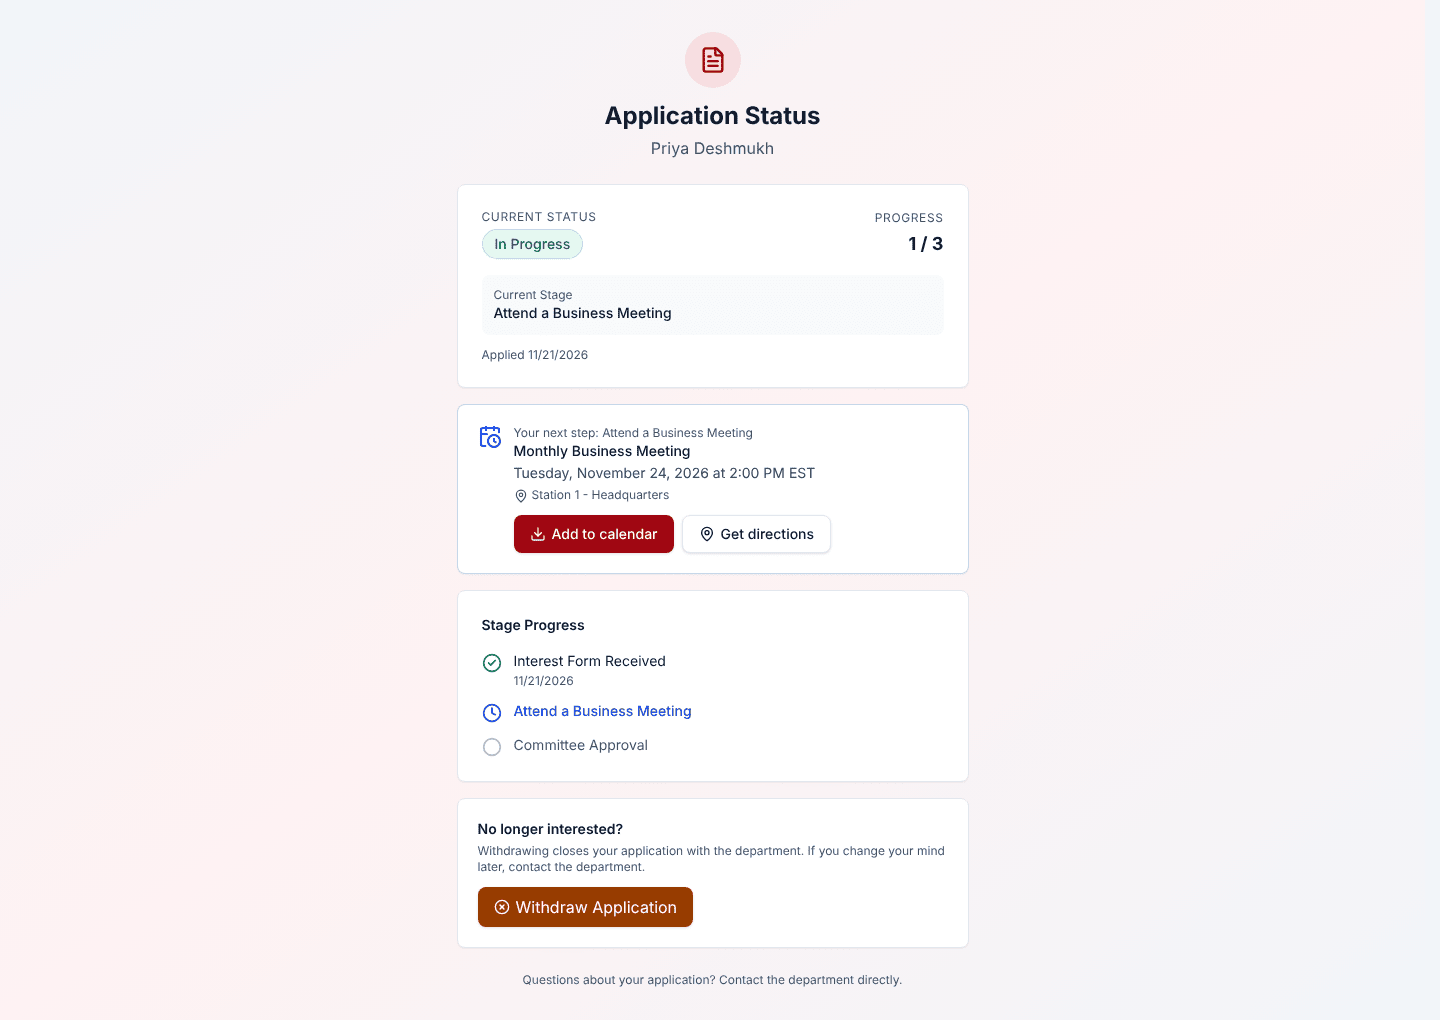 Application Status
Priya Deshmukh
CURRENT STATUS
In Progress
PROGRESS
1 / 3
Current Stage
Attend a Business Meeting
Applied 11/21/2026
Your next step: Attend a Business Meeting
Monthly Business Meeting
Tuesday, November 24, 2026 at 2:00 PM EST
Station 1 - Headquarters
Add to calendar
Get directions
Stage Progress
Interest Form Received
11/21/2026
Attend a Business Meeting
Committee Approval
No longer interested?
Withdrawing closes your application with the department. If you change your mind
later, contact the department.
Withdraw Application
Questions about your application? Contact the department directly.